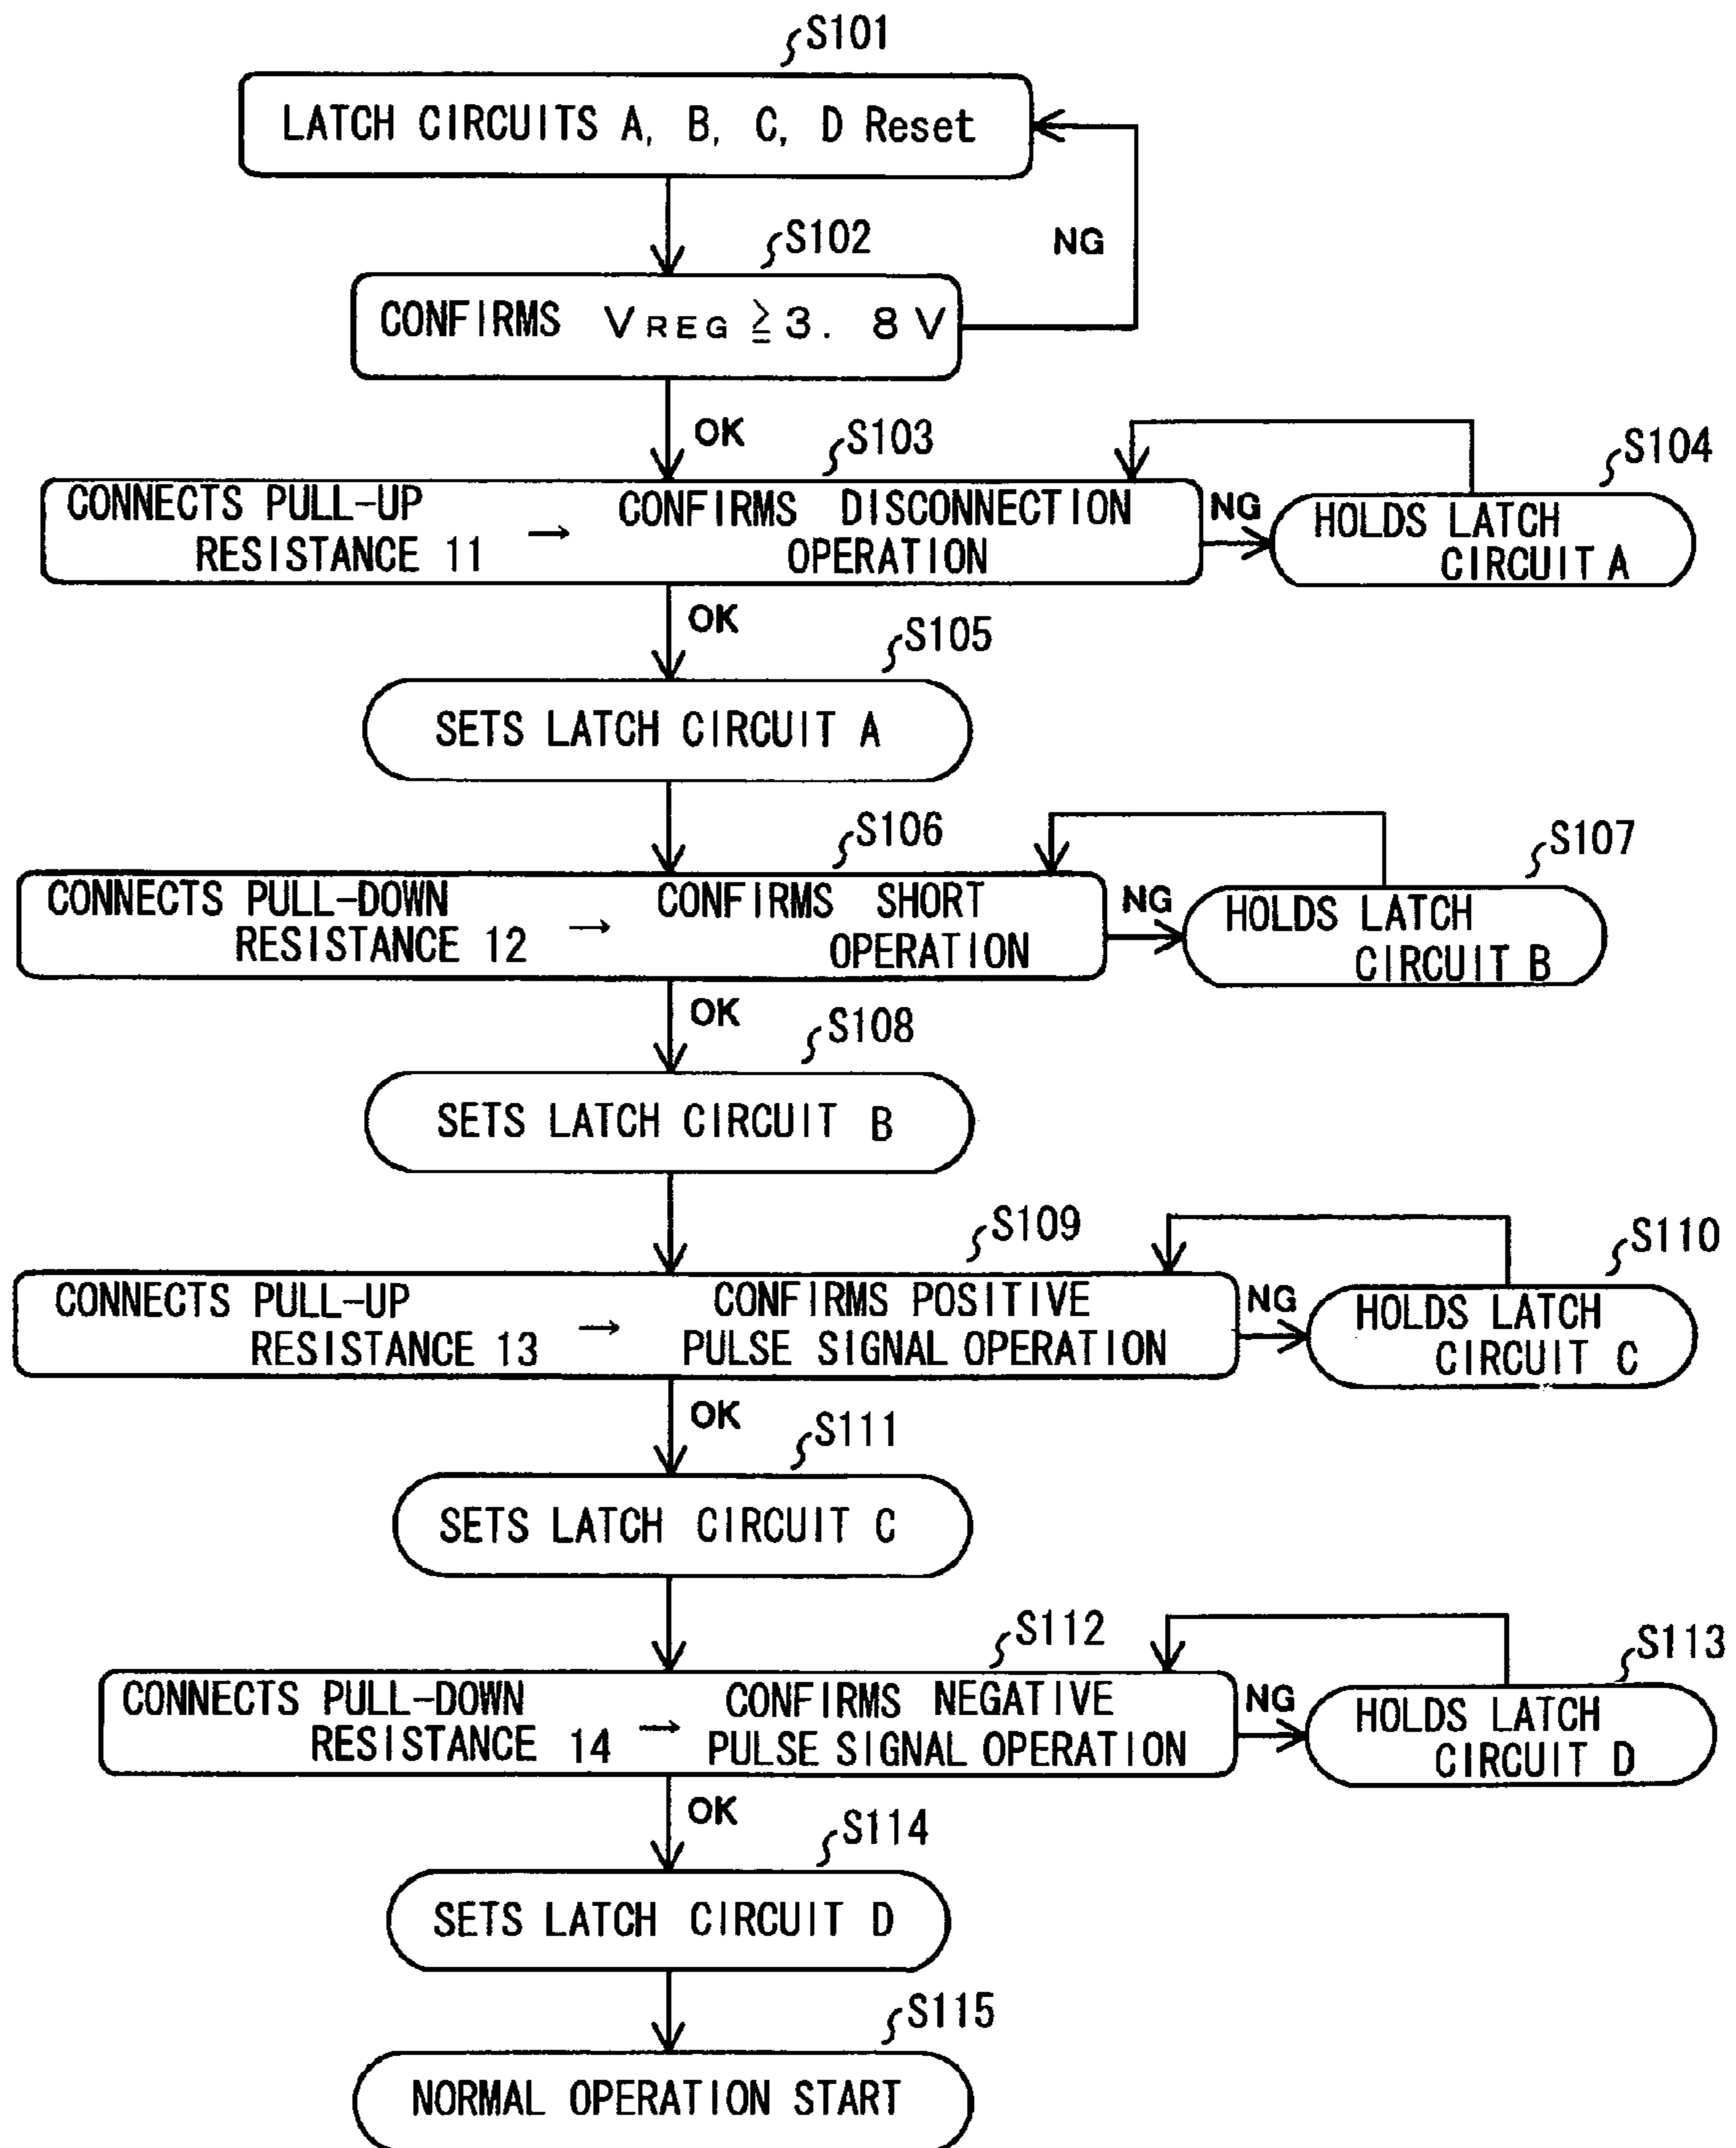 S101
LATCH CIRCUITS A, B, C, D Reset
S102
NG
CONFIRMS VREG ≧ 3. 8 V
OK
S103
S104
CONNECTS PULL-UP
RESISTANCE 11
→
CONFIRMS DISCONNECTION
OPERATION
NG
HOLDS LATCH
CIRCUIT A
OK
S105
SETS LATCH CIRCUIT A
S106
S107
CONNECTS PULL-DOWN
RESISTANCE 12
→
CONFIRMS SHORT
OPERATION
NG
HOLDS LATCH
CIRCUIT B
OK
S108
SETS LATCH CIRCUIT B
S109
S110
CONNECTS PULL-UP
RESISTANCE 13
→
CONFIRMS POSITIVE
PULSE SIGNAL OPERATION
NG
HOLDS LATCH
CIRCUIT C
OK
S111
SETS LATCH CIRCUIT C
S112
S113
CONNECTS PULL-DOWN
RESISTANCE 14
→
CONFIRMS NEGATIVE
PULSE SIGNAL OPERATION
NG
HOLDS LATCH
CIRCUIT D
OK
S114
SETS LATCH CIRCUIT D
S115
NORMAL OPERATION START